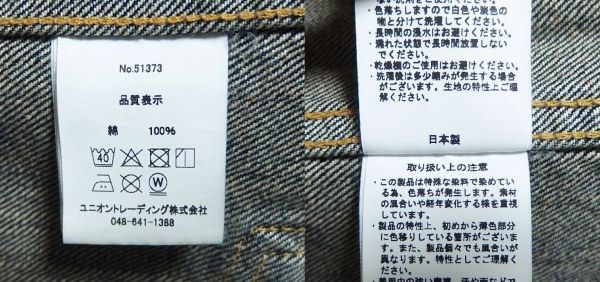 No.51373
品質表示
綿 100%
40
W
ユニオントレーディング株式会社
048-641-1388
・色落ちしますので白色や淡色の
物と分けて洗濯してください。
・長時間の浸水はお避けください。
・濡れた状態で長時間放置しない
でください。
・乾燥機のご使用はお避けください。
・洗濯後は多少縮みが発生する場合
がございます。生地の特性上ご理
解ください。
日本製
取り扱い上の注意
・この製品は特殊な染料で染めてい
る為、色落ちが発生します。素材
の風合いや経年変化する様を重視
しています。
・製品の特性上、初めから薄色部分
に色移りしている箇所がございま
す。また、製品個々でも風合いが
異なります。特性としてご理解く
ださい。